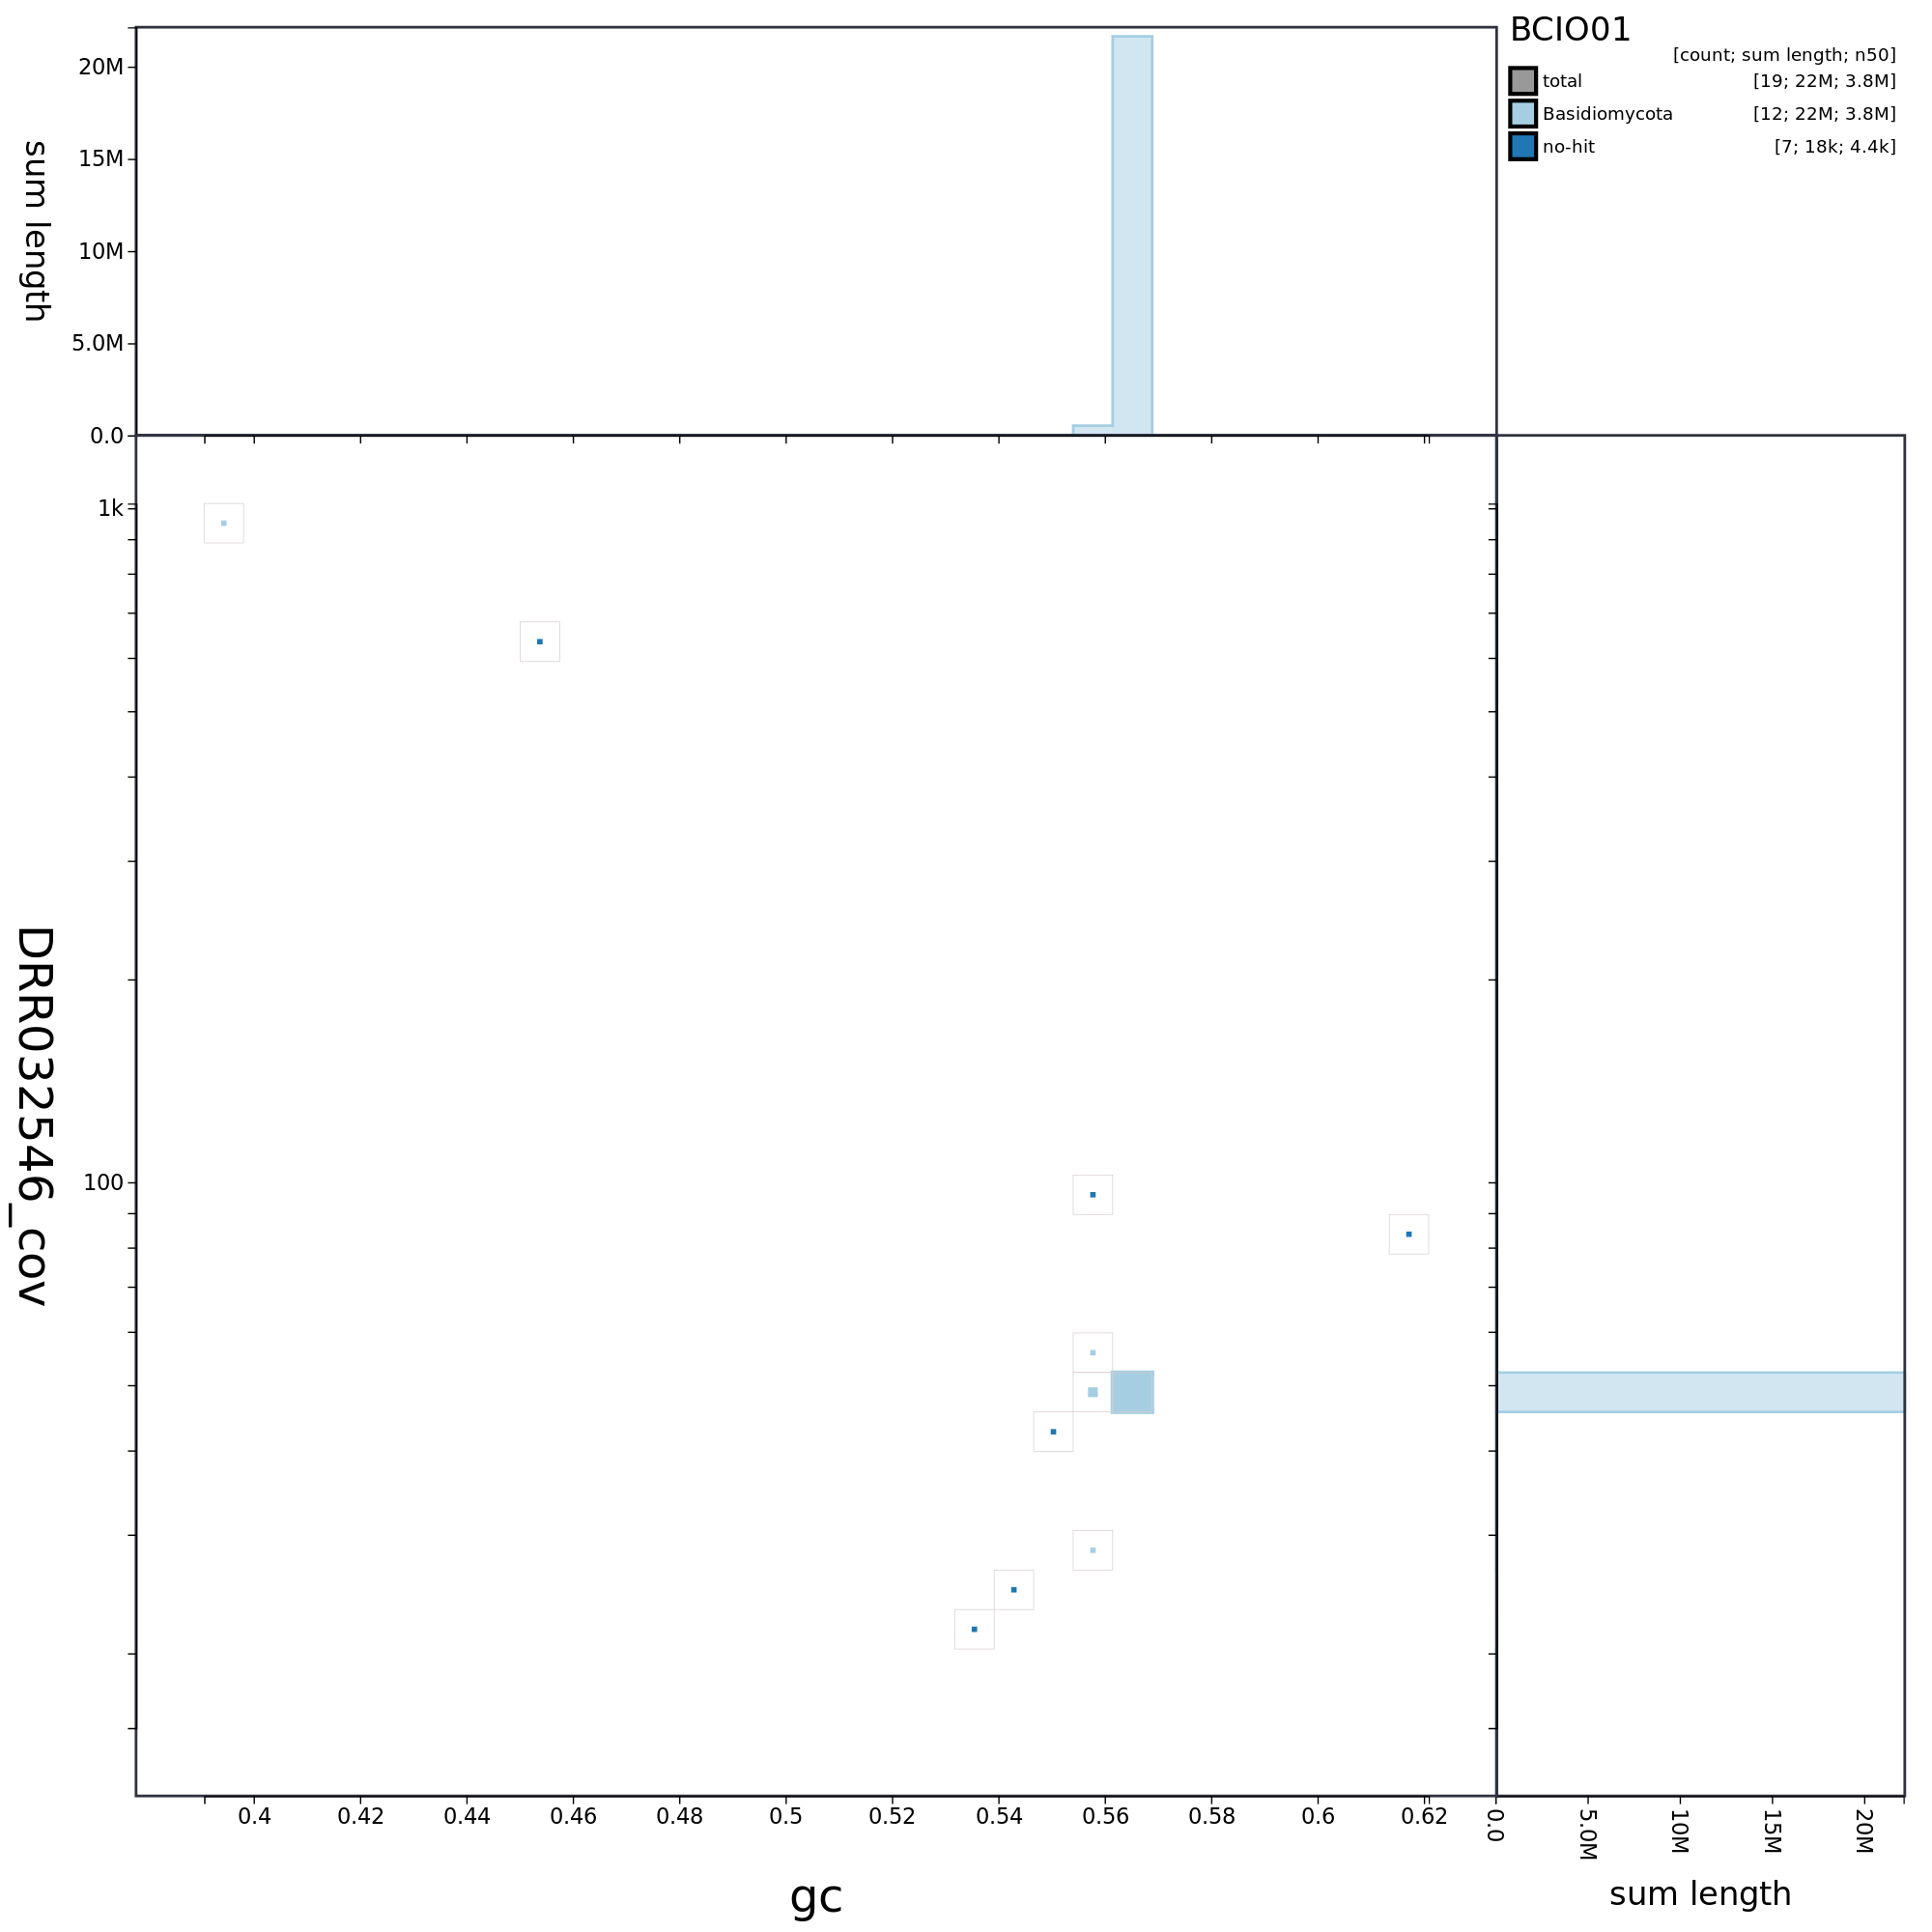 BCIO01
[count; sum length; n50]
total [19; 22M; 3.8M]
Basidiomycota [12; 22M; 3.8M]
no-hit [7; 18k; 4.4k]
sum length
20M
15M
10M
5.0M
0.0
DRR032546_cov
1k
100
0.4 0.42 0.44 0.46 0.48 0.5 0.52 0.54 0.56 0.58 0.6 0.62
gc
0.0 5.0M 10M 15M 20M
sum length